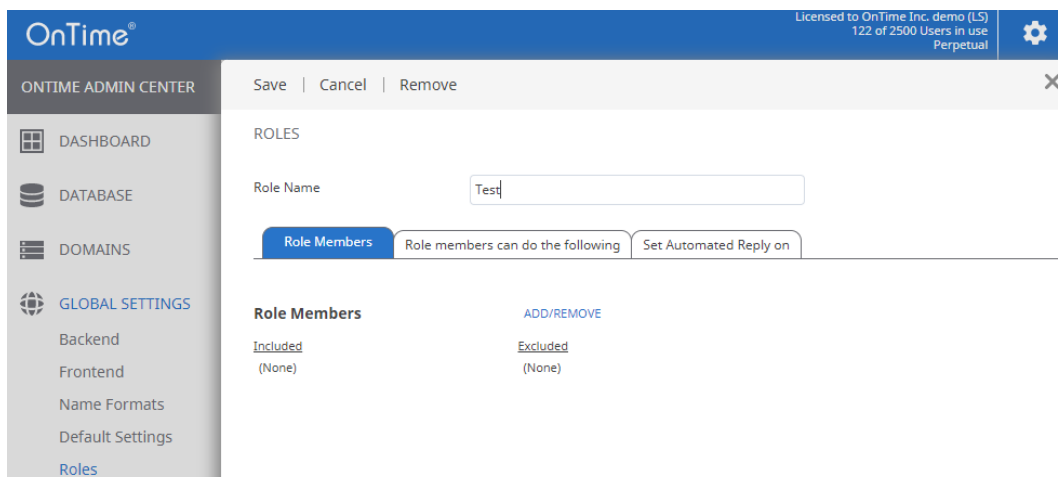 OnTime®
Licensed to OnTime Inc. demo (LS)
122 of 2500 Users in use
Perpetual
ONTIME ADMIN CENTER
Save | Cancel | Remove
DASHBOARD
DATABASE
DOMAINS
GLOBAL SETTINGS
Backend
Frontend
Name Formats
Default Settings
Roles
ROLES
Role Name Test
Role Members Role members can do the following Set Automated Reply on
Role Members ADD/REMOVE
Included Excluded
(None) (None)